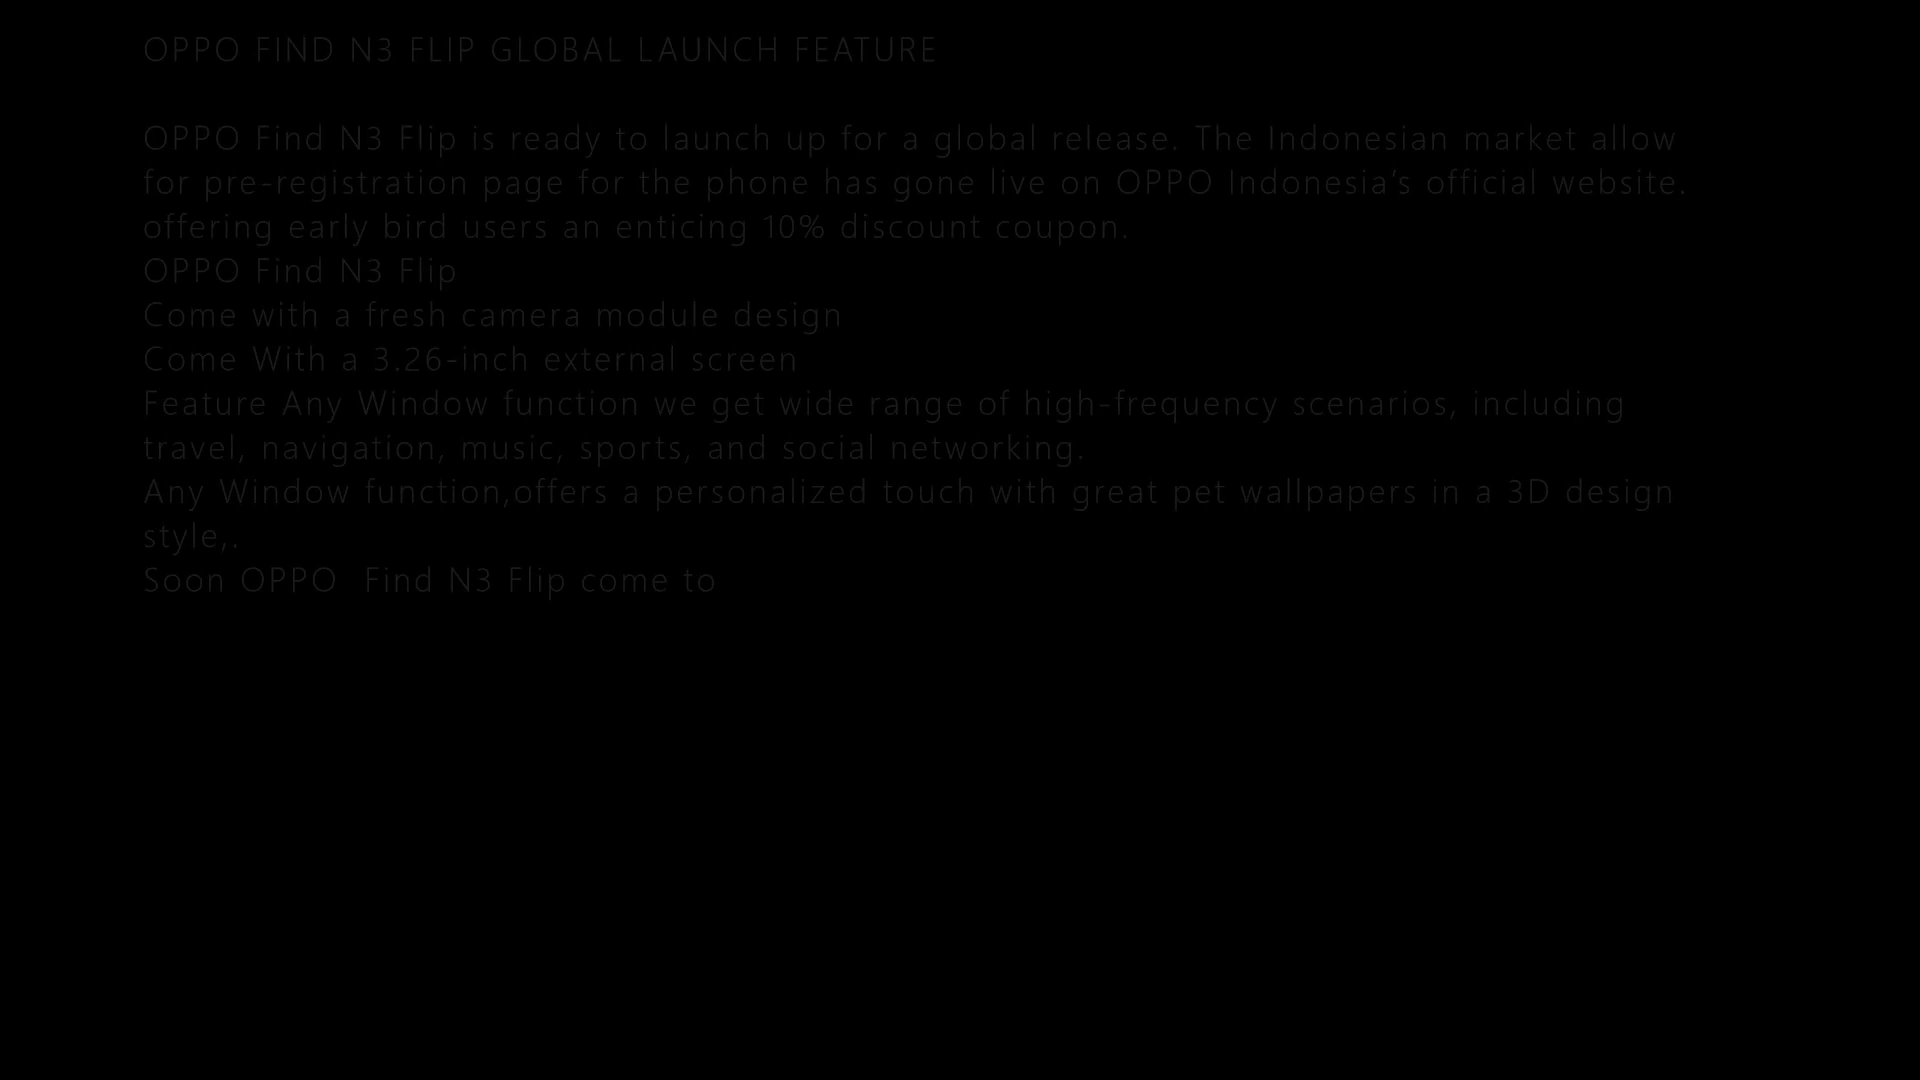 OPPO FIND N3 FLIP GLOBAL LAUNCH FEATURE
OPPO Find N3 Flip is ready to launch up for a global release. The Indonesian market allow
for pre-registration page for the phone has gone live on OPPO Indonesia’s official website.
offering early bird users an enticing 10% discount coupon.
OPPO Find N3 Flip
Come with a fresh camera module design
Come With a 3.26-inch external screen
Feature Any Window function we get wide range of high-frequency scenarios, including
travel, navigation, music, sports, and social networking.
Any Window function,offers a personalized touch with great pet wallpapers in a 3D design
style,.
Soon OPPO  Find N3 Flip come to